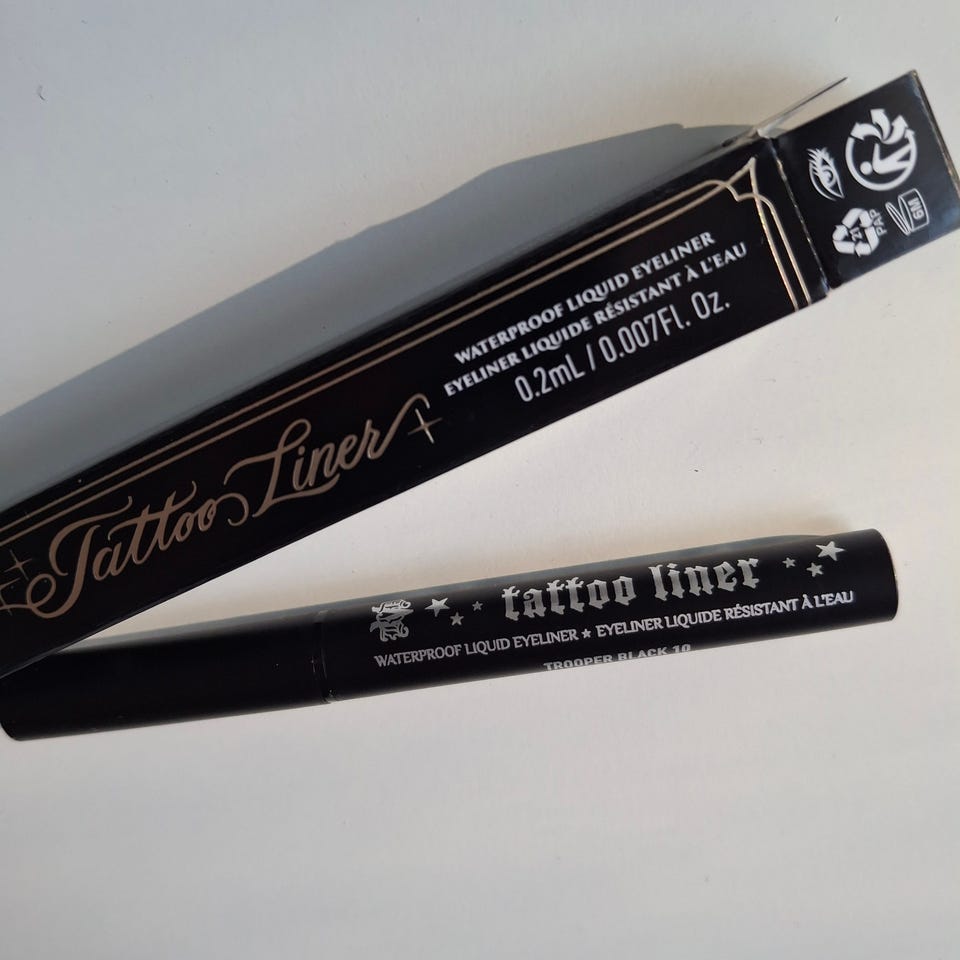 Tattoo Liner
WATERPROOF LIQUID EYELINER
EYELINER LIQUIDE RÉSISTANT À L'EAU
0.2mL / 0.007Fl. Oz.
21
PAP
6M
tattoo liner
WATERPROOF LIQUID EYELINER ★ EYELINER LIQUIDE RÉSISTANT À L'EAU
TROOPER BLACK 10